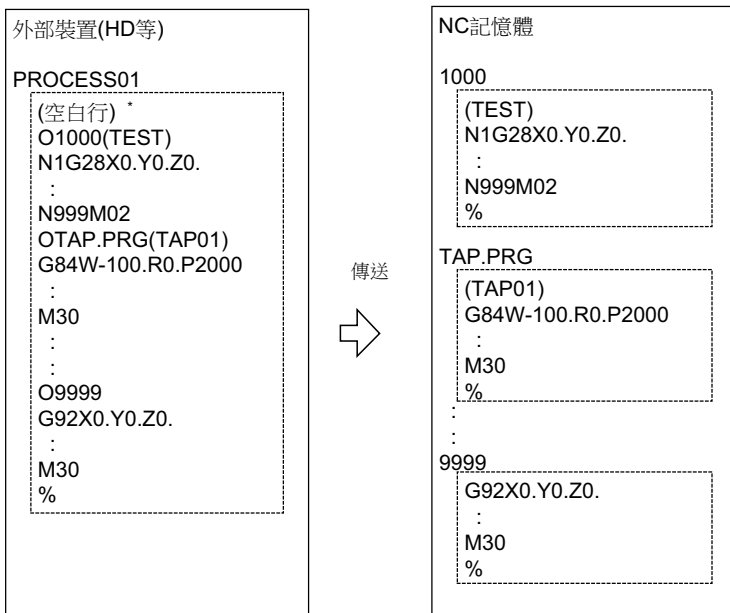 外部裝置(HD等)
PROCESS01
(空白行) *
O1000(TEST)
N1G28X0.Y0.Z0.
:
N999M02
OTAP.PRG(TAP01)
G84W-100.R0.P2000
:
M30
:
:
O9999
G92X0.Y0.Z0.
:
M30
%
傳送
NC記憶體
1000
(TEST)
N1G28X0.Y0.Z0.
:
N999M02
%
TAP.PRG
(TAP01)
G84W-100.R0.P2000
:
M30
%
:
:
9999
G92X0.Y0.Z0.
:
M30
%